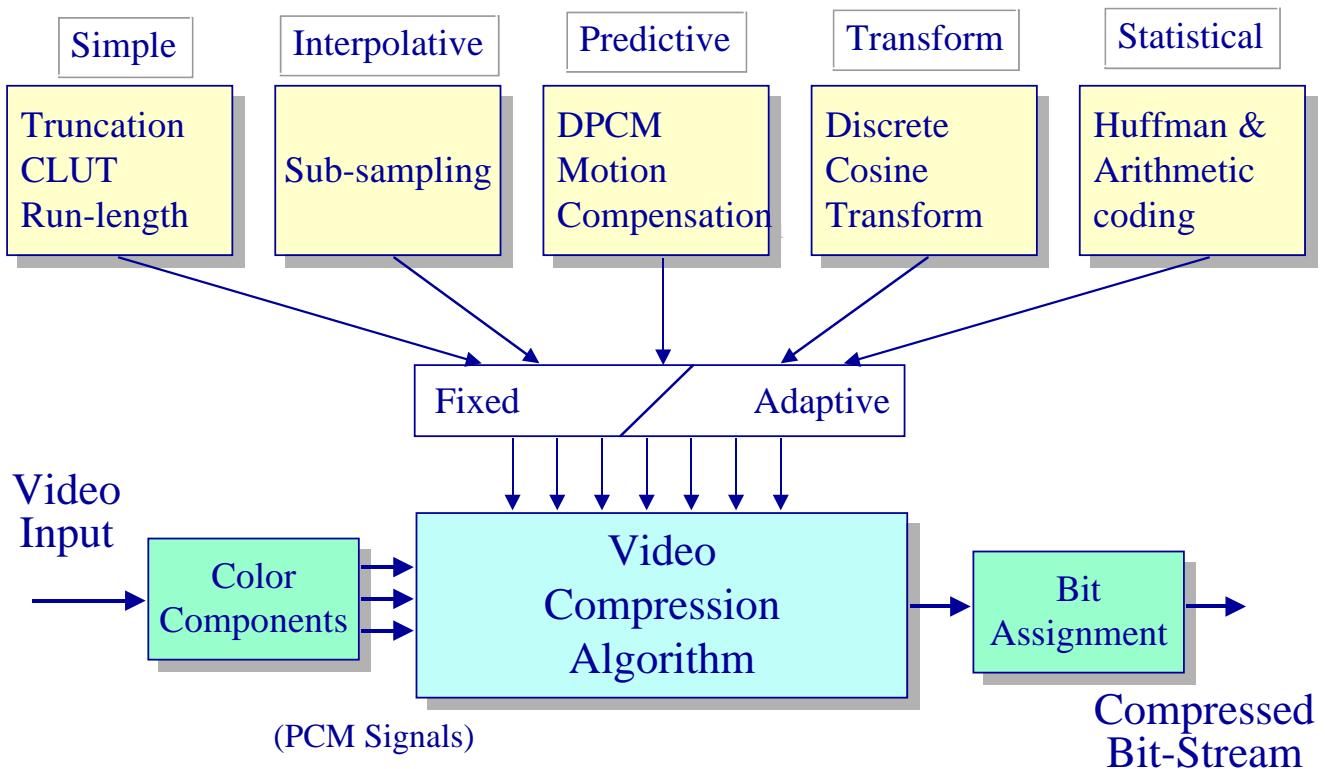 Simple
Interpolative
Predictive
Transform
Statistical
Truncation
CLUT
Run-length
Sub-sampling
DPCM
Motion
Compensation
Discrete
Cosine
Transform
Huffman &
Arithmetic
coding
Fixed
Adaptive
Video
Input
Color
Components
Video
Compression
Algorithm
Bit
Assignment
(PCM Signals)
Compressed
Bit-Stream